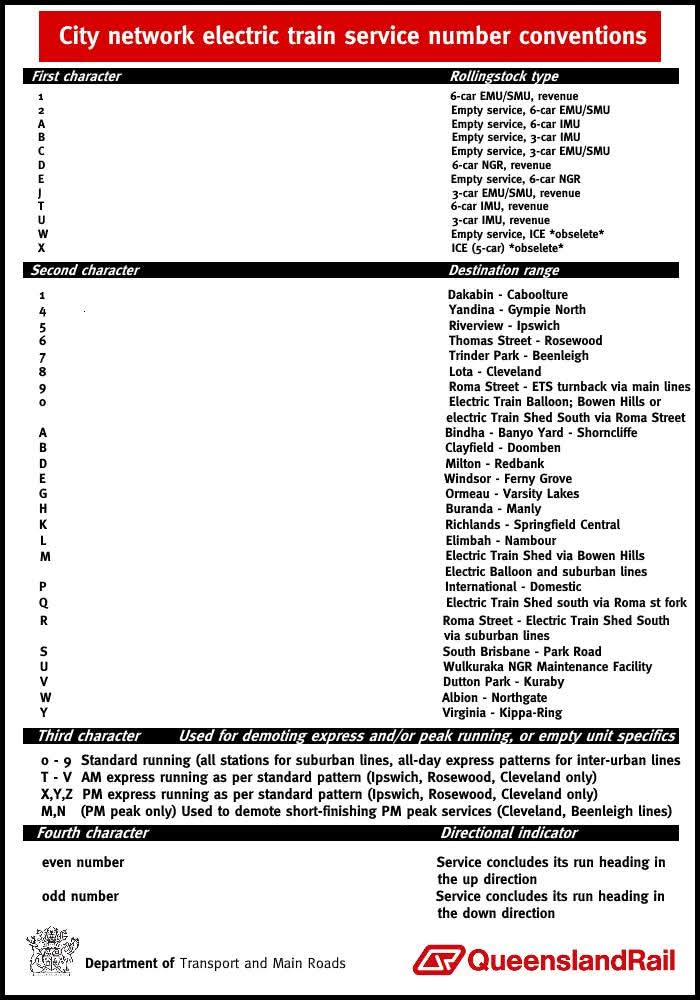 City network electric train service number conventions
First character Rollingstock type
1 6-car EMU/SMU, revenue
2 Empty service, 6-car EMU/SMU
A Empty service, 6-car IMU
B Empty service, 3-car IMU
C Empty service, 3-car EMU/SMU
D 6-car NGR, revenue
E Empty service, 6-car NGR
J 3-car EMU/SMU, revenue
T 6-car IMU, revenue
U 3-car IMU, revenue
W Empty service, ICE *obselete*
X ICE (5-car) *obselete*
Second character Destination range
1 Dakabin - Caboolture
4 Yandina - Gympie North
5 Riverview - Ipswich
6 Thomas Street - Rosewood
7 Trinder Park - Beenleigh
8 Lota - Cleveland
9 Roma Street - ETS turnback via main lines
0 Electric Train Balloon; Bowen Hills or
electric Train Shed South via Roma Street
A Bindha - Banyo Yard - Shorncliffe
B Clayfield - Doomben
D Milton - Redbank
E Windsor - Ferny Grove
G Ormeau - Varsity Lakes
H Buranda - Manly
K Richlands - Springfield Central
L Elimbah - Nambour
M Electric Train Shed via Bowen Hills
Electric Balloon and suburban lines
P International - Domestic
Q Electric Train Shed south via Roma st fork
R Roma Street - Electric Train Shed South
via suburban lines
S South Brisbane - Park Road
U Wulkuraka NGR Maintenance Facility
V Dutton Park - Kuraby
W Albion - Northgate
Y Virginia - Kippa-Ring
Third character Used for demoting express and/or peak running, or empty unit specifics
0 - 9 Standard running (all stations for suburban lines, all-day express patterns for inter-urban lines
T - V AM express running as per standard pattern (Ipswich, Rosewood, Cleveland only)
X,Y,Z PM express running as per standard pattern (Ipswich, Rosewood, Cleveland only)
M,N (PM peak only) Used to demote short-finishing PM peak services (Cleveland, Beenleigh lines)
Fourth character Directional indicator
even number Service concludes its run heading in
the up direction
odd number Service concludes its run heading in
the down direction
Department of Transport and Main Roads
QueenslandRail